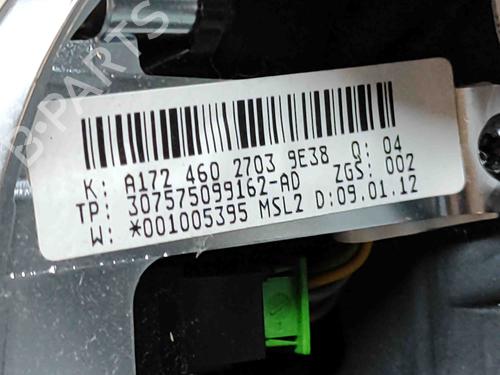 B-PARTS
K: A172 460 2703 9E38 Q: 04
TP: 307575099162-AD ZGS: 002
W: *001005395 MSL2 D:09.01.12